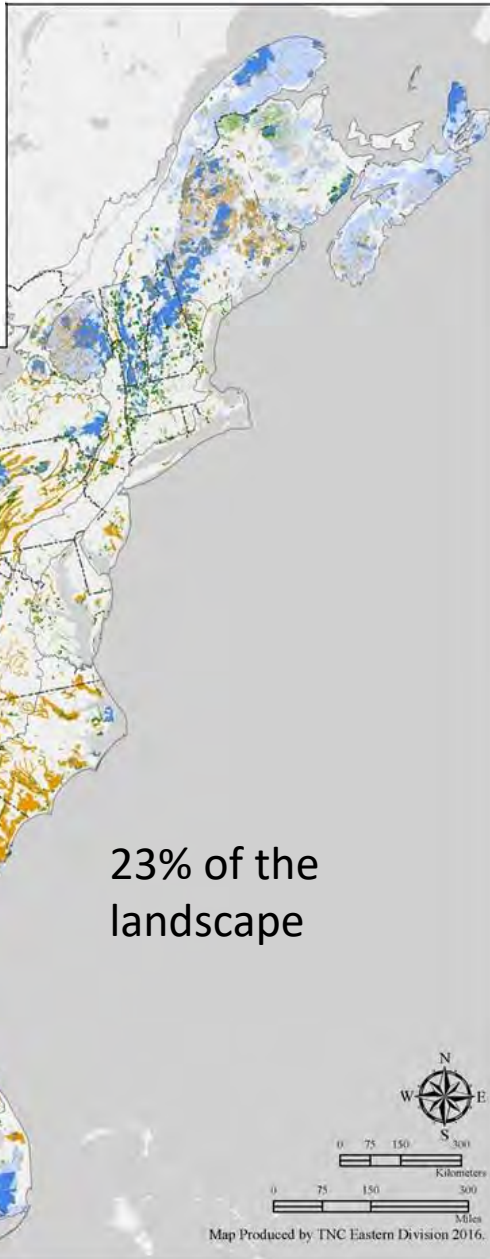 23% of the
landscape
N
W E
S
0 75 150 300
Kilometers
0 75 150 300
Miles
Map Produced by TNC Eastern Division 2016.